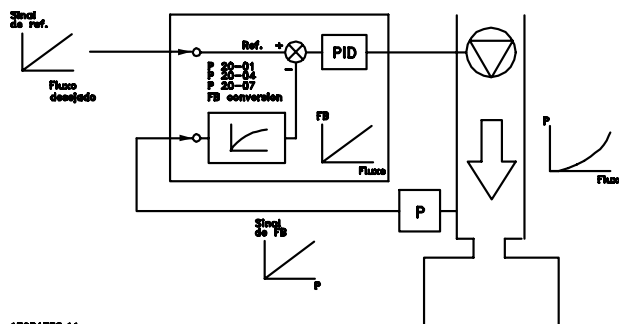 Sinal
de ref.
Fluxo
desejado
Ref.
+
−
PID
P 20-01
P 20-04
P 20-07
FB conversion
FB
Fluxo
P
Fluxo
P
Sinal
de FB
P